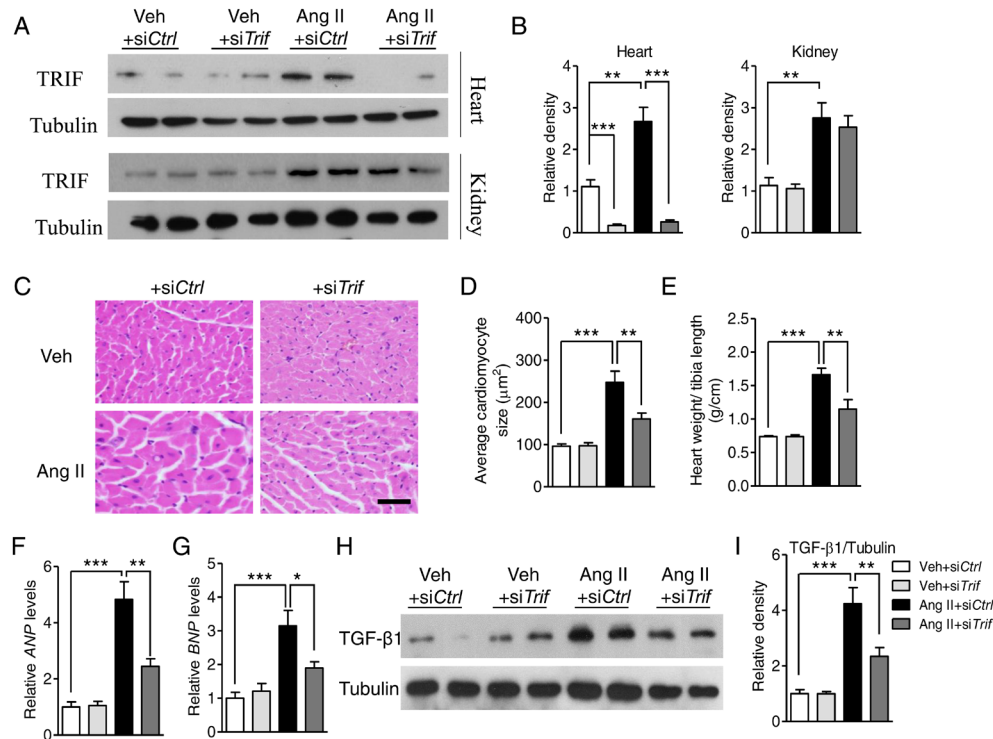 A
Veh
+siCtrl
Veh
+siTrif
Ang II
+siCtrl
Ang II
+siTrif
TRIF
Tubulin
Heart
TRIF
Tubulin
Kidney
B
Heart
Relative density
4
3
2
1
0
**
***
***
Kidney
Relative density
4
3
2
1
0
**
C
+siCtrl
+siTrif
Veh
Ang II
D
Average cardiomyocyte
size (μm²)
400
300
200
100
0
***
**
E
Heart weight/ tibia length
(g/cm)
2.5
2.0
1.5
1.0
0.5
0.0
***
**
F
Relative ANP levels
6
4
2
0
***
**
G
Relative BNP levels
5
4
3
2
1
0
***
*
H
Veh
+siCtrl
Veh
+siTrif
Ang II
+siCtrl
Ang II
+siTrif
TGF-β1
Tubulin
I
TGF-β1/Tubulin
Relative density
6
4
2
0
***
**
Veh+siCtrl
Veh+siTrif
Ang II+siCtrl
Ang II+siTrif